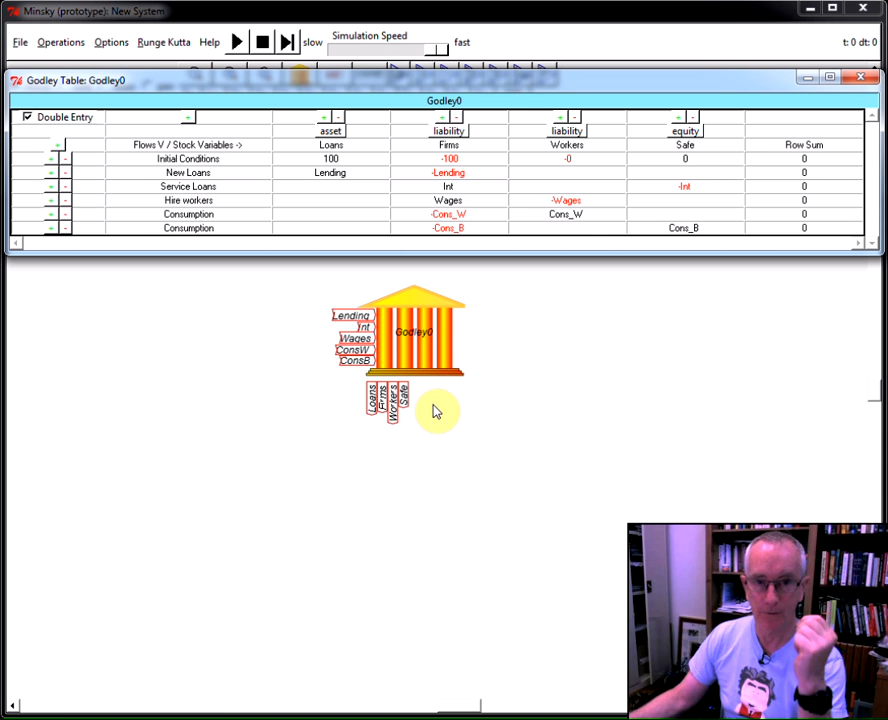 Minsky (prototype): New System
File Operations Options Runge Kutta Help slow Simulation Speed fast t: 0 dt: 0
Godley Table: Godley0
Godley0
Double Entry + + - + - + - + -
asset liability liability equity
+ Flows V / Stock Variables -> Loans Firms Workers Safe Row Sum
+ - Initial Conditions 100 -100 -0 0 0
+ - New Loans Lending -Lending 0
+ - Service Loans Int -Int 0
+ - Hire workers Wages -Wages 0
+ - Consumption -Cons_W Cons_W 0
+ - Consumption -Cons_B Cons_B 0
Lending
Int
Wages
ConsW
ConsB
Godley0
Loans
Firms
Workers
Safe